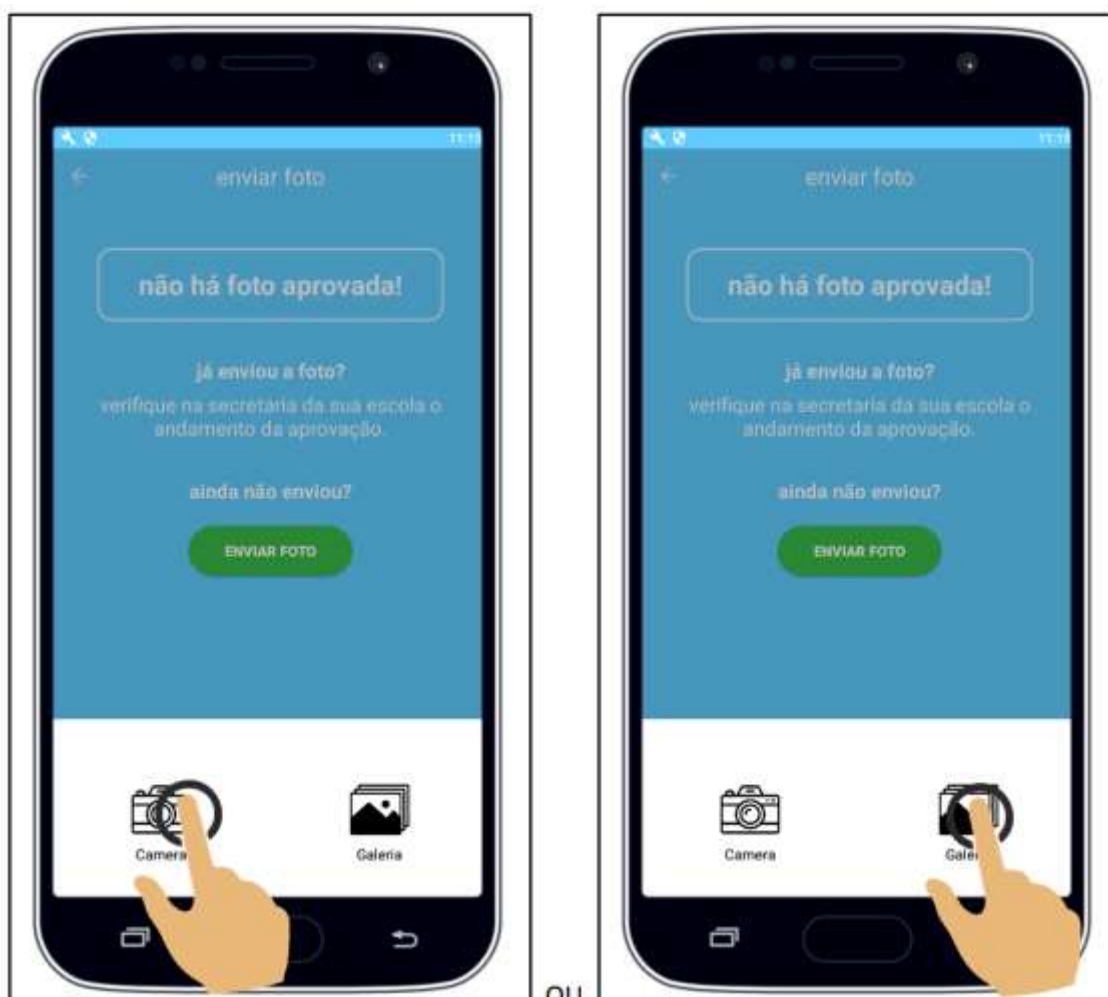 11:15
enviar foto
não há foto aprovada!
já enviou a foto?
verifique na secretaria da sua escola o
andamento da aprovação.
ainda não enviou?
ENVIAR FOTO
Camera
Galeria
ou
enviar foto
não há foto aprovada!
já enviou a foto?
verifique na secretaria da sua escola o
andamento da aprovação.
ainda não enviou?
ENVIAR FOTO
Camera